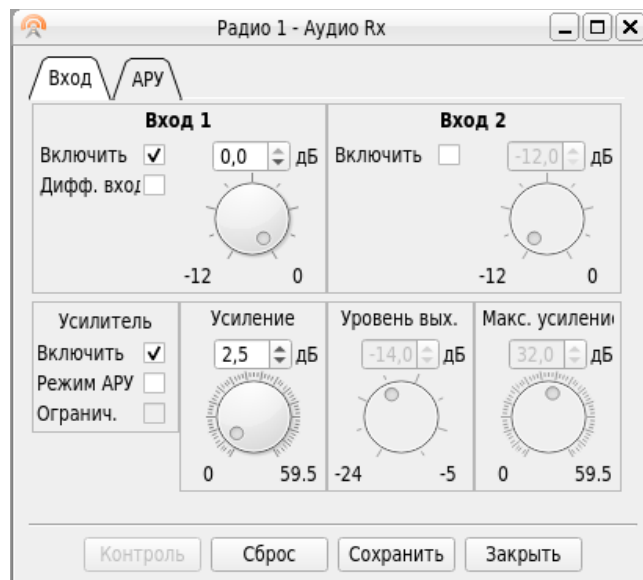 Радио 1 - Аудио Rx
Вход АРУ
Вход 1
Включить 0,0 дБ
Дифф. вход
-12 0
Вход 2
Включить -12,0 дБ
-12 0
Усилитель
Включить
Режим АРУ
Огранич.
Усиление
2,5 дБ
0 59.5
Уровень вых.
-14,0 дБ
-24 -5
Макс. усилени
32,0 дБ
0 59.5
Контроль Сброс Сохранить Закрыть